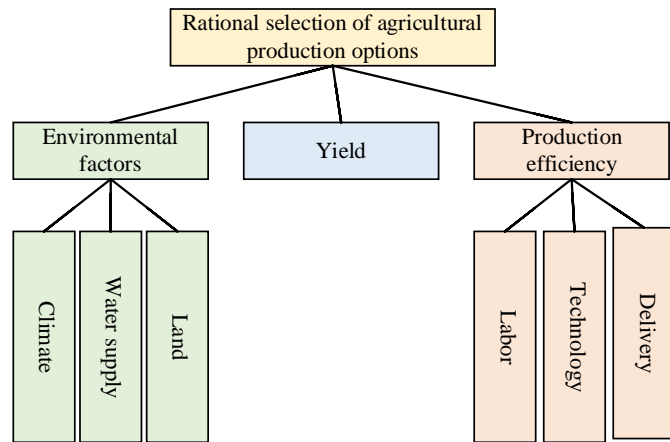 Rational selection of agricultural
production options
Environmental
factors
Yield
Production
efficiency
Climate
Water supply
Land
Labor
Technology
Delivery